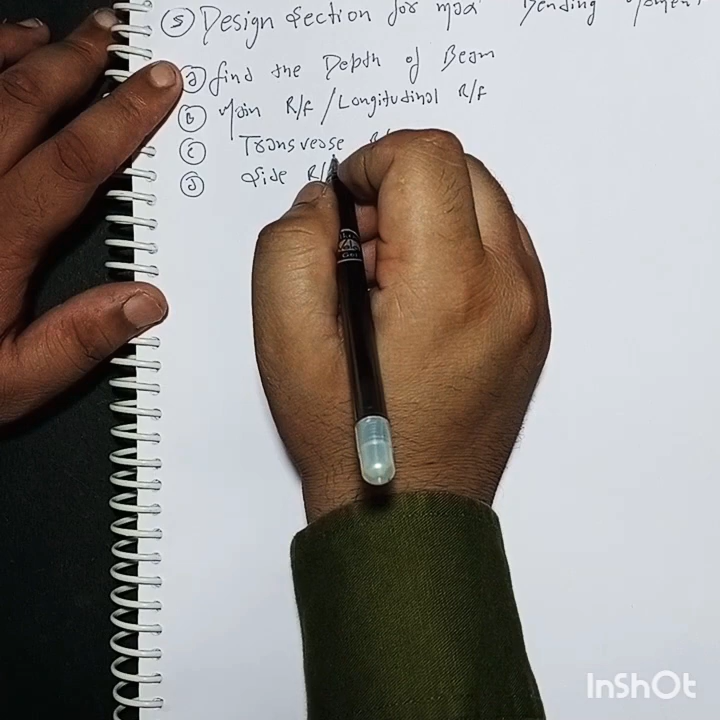 ⑤ Design Section for max Bending Moment
ⓐ find the Depth of Beam
ⓑ Main R/f / Longitudinal R/f
ⓒ Transverse R/
ⓓ Side R/
InShOt